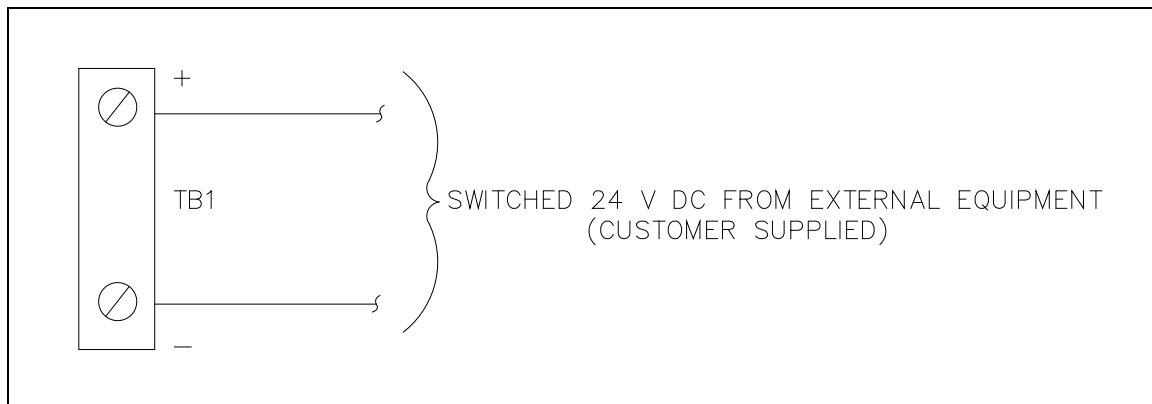 +
TB1
SWITCHED 24 V DC FROM EXTERNAL EQUIPMENT
(CUSTOMER SUPPLIED)
−